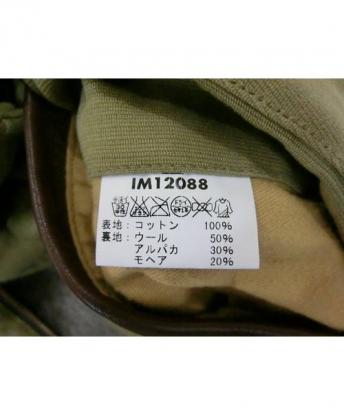 IM12088
表地：コットン 100%
裏地：ウール 50%
アルパカ 30%
モヘア 20%